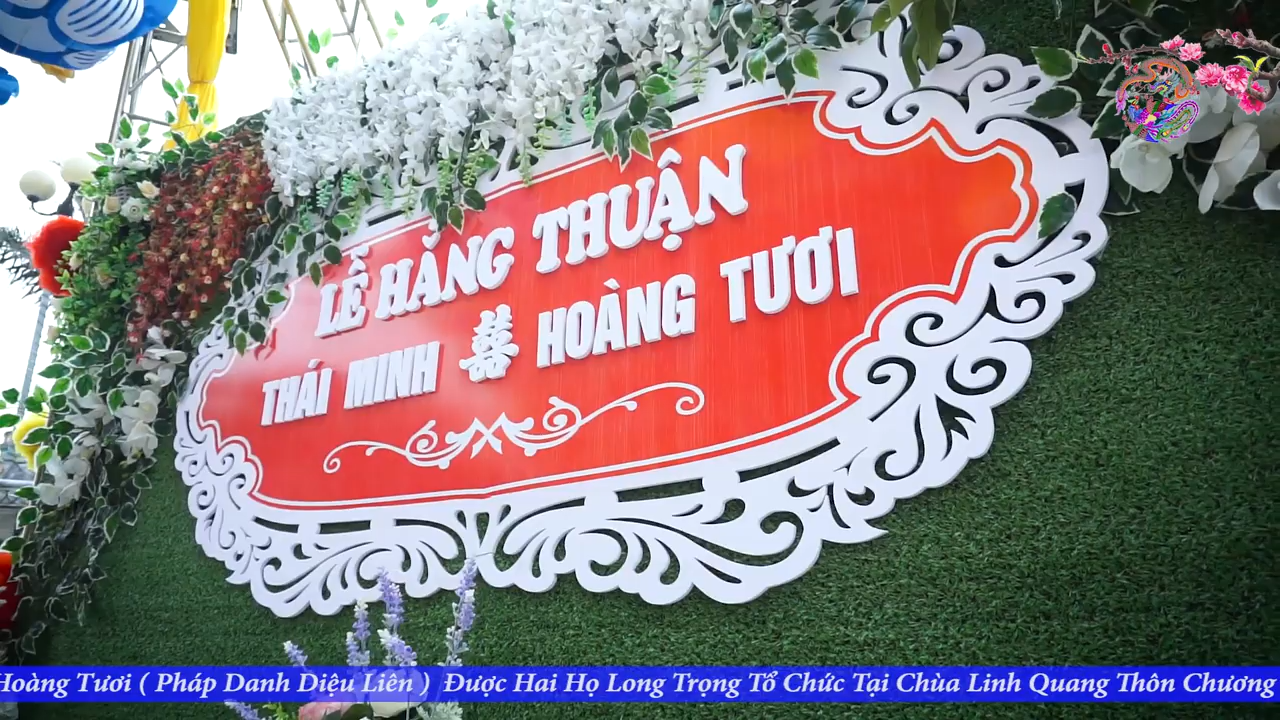 LỄ HẰNG THUẬN
THÁI MINH 囍 HOÀNG TƯƠI
Hoàng Tươi ( Pháp Danh Diệu Liên ) Được Hai Họ Long Trọng Tổ Chức Tại Chùa Linh Quang Thôn Chương